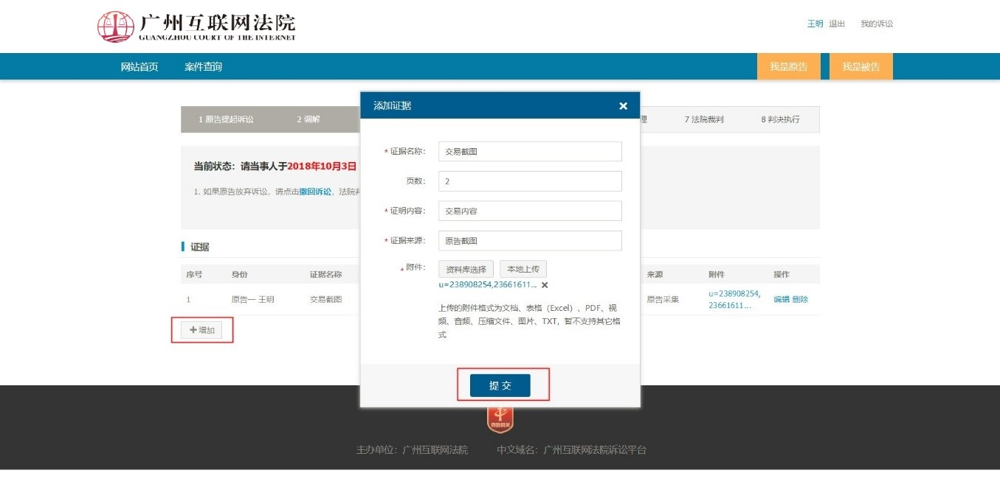 广州互联网法院
GUANGZHOU COURT OF THE INTERNET
王明 退出 我的诉讼
网站首页 案件查询 我是原告 我是被告
添加证据 ×
1 原告提起诉讼 2 调解 理 7 法院裁判 8 判决执行
* 证据名称: 交易截图
当前状态：请当事人于2018年10月3日
页数: 2
1. 如果原告放弃诉讼，请点击撤回诉讼，法院
* 证明内容: 交易内容
* 证据来源: 原告截图
证据
* 附件: 资料库选择 本地上传
序号 身份 证据名称 来源 附件 操作
u=238908254,23661611... ×
1 原告一 王明 交易截图 原告采集 u=238908254,
23661611... 编辑 删除
上传的附件格式为文档、表格（Excel）、PDF、视
频、音频、压缩文件、图片、TXT，暂不支持其它格
式
+增加
提 交
党政机关
主办单位：广州互联网法院 中文域名：广州互联网法院诉讼平台